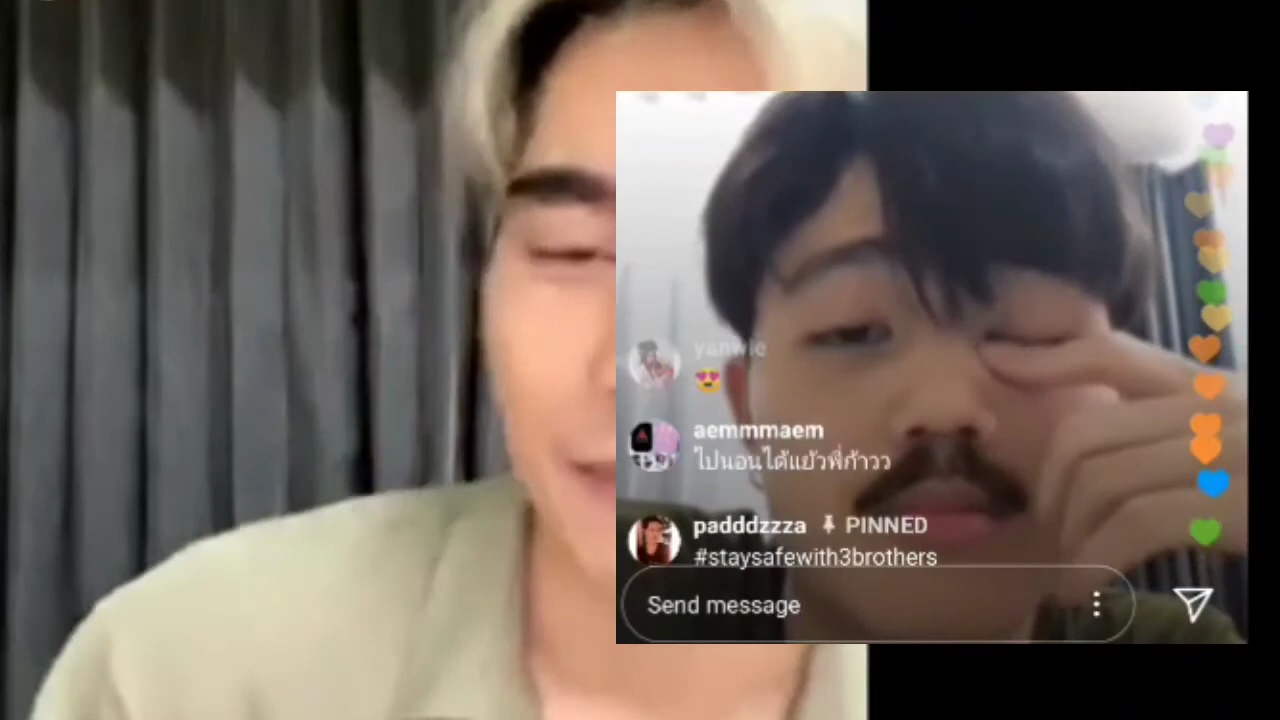 yanwie
😍
aemmmaem
ไปนอนได้แย้วพี่ก้าวว
padddzzza PINNED
#staysafewith3brothers
Send message